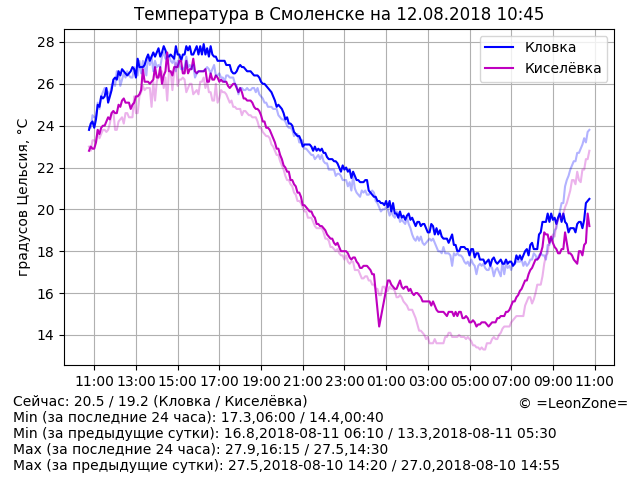 Температура в Смоленске на 12.08.2018 10:45
градусов Цельсия, °C
28
26
24
22
20
18
16
14
Кловка
Киселёвка
11:00 13:00 15:00 17:00 19:00 21:00 23:00 01:00 03:00 05:00 07:00 09:00 11:00
Сейчас: 20.5 / 19.2 (Кловка / Киселёвка)
© =LeonZone=
Min (за последние 24 часа): 17.3,06:00 / 14.4,00:40
Min (за предыдущие сутки): 16.8,2018-08-11 06:10 / 13.3,2018-08-11 05:30
Max (за последние 24 часа): 27.9,16:15 / 27.5,14:30
Max (за предыдущие сутки): 27.5,2018-08-10 14:20 / 27.0,2018-08-10 14:55